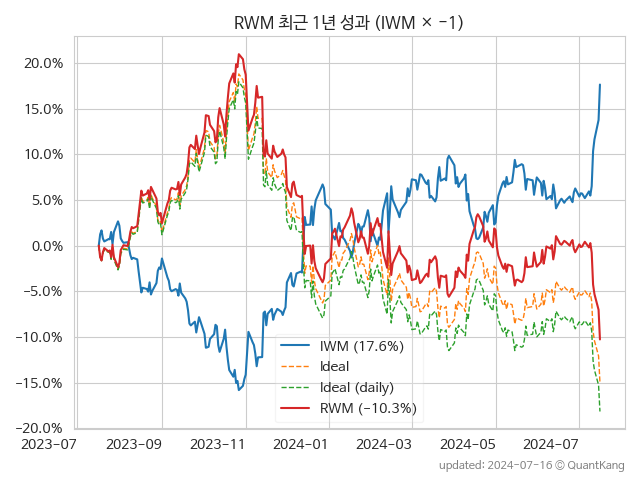 RWM 최근 1년 성과 (IWM × −1)
20.0%
15.0%
10.0%
5.0%
0.0%
−5.0%
−10.0%
−15.0%
−20.0%
IWM (17.6%)
Ideal
Ideal (daily)
RWM (−10.3%)
2023-07 2023-09 2023-11 2024-01 2024-03 2024-05 2024-07
updated: 2024-07-16 © QuantKang